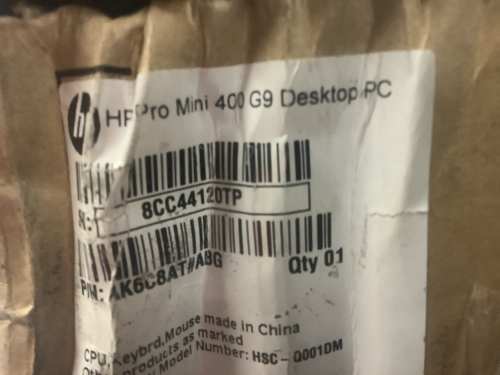 hp HP Pro Mini 400 G9 Desktop PC
8CC44120TP
P/N: AK6C8AT#ABG Qty 01
CPU, Keybrd, Mouse made in China
products as marked
Model Number: HSC - Q001DM